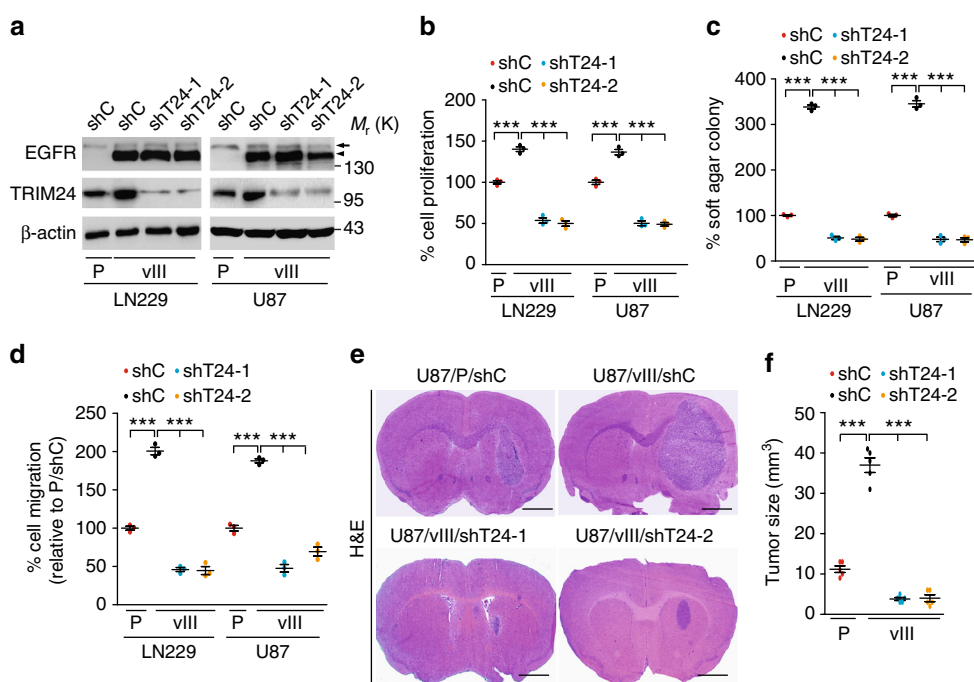 a
shC
shC
shT24-1
shT24-2
shC
shC
shT24-1
shT24-2
Mr (K)
EGFR
130
TRIM24
95
β-actin
43
P
vIII
P
vIII
LN229
U87
b
shC
shT24-1
shC
shT24-2
% cell proliferation
200
150
100
50
0
***
***
***
***
P
vIII
P
vIII
LN229
U87
c
shC
shT24-1
shC
shT24-2
% soft agar colony
400
300
200
100
0
***
***
***
***
P
vIII
P
vIII
LN229
U87
d
shC
shT24-1
shC
shT24-2
% cell migration
(relative to P/shC)
250
200
150
100
50
0
***
***
***
***
P
vIII
P
vIII
LN229
U87
e
H&E
U87/P/shC
U87/vIII/shC
U87/vIII/shT24-1
U87/vIII/shT24-2
f
shC
shT24-1
shC
shT24-2
Tumor size (mm³)
50
40
30
20
10
0
***
***
P
vIII